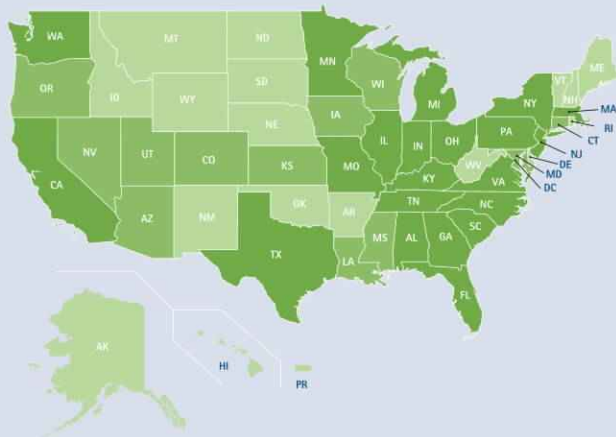 WA
MT
ND
MN
OR
ID
SD
WI
MI
VT
ME
NH
NY
MA
WY
NE
IA
PA
RI
CT
NV
UT
CO
KS
MO
IL
IN
OH
NJ
DE
MD
DC
CA
KY
WV
VA
AZ
NM
OK
AR
TN
NC
TX
LA
MS
AL
GA
SC
FL
AK
HI
PR